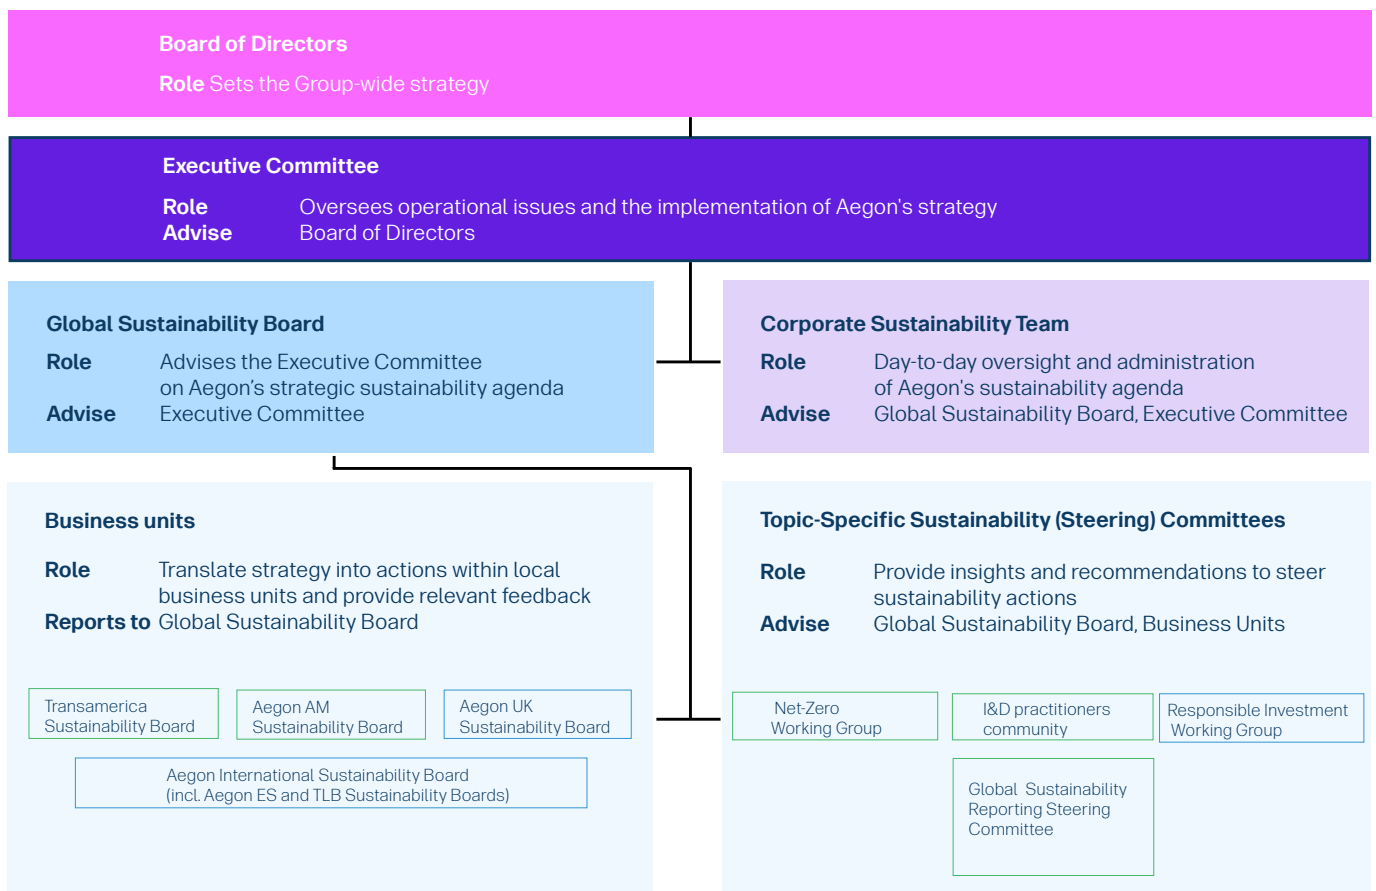 Board of Directors
Role Sets the Group-wide strategy
Executive Committee
Role Oversees operational issues and the implementation of Aegon's strategy
Advise Board of Directors
Global Sustainability Board
Role Advises the Executive Committee
on Aegon’s strategic sustainability agenda
Advise Executive Committee
Corporate Sustainability Team
Role Day-to-day oversight and administration
of Aegon's sustainability agenda
Advise Global Sustainability Board, Executive Committee
Business units
Role Translate strategy into actions within local
business units and provide relevant feedback
Reports to Global Sustainability Board
Transamerica
Sustainability Board
Aegon AM
Sustainability Board
Aegon UK
Sustainability Board
Aegon International Sustainability Board
(incl. Aegon ES and TLB Sustainability Boards)
Topic-Specific Sustainability (Steering) Committees
Role Provide insights and recommendations to steer
sustainability actions
Advise Global Sustainability Board, Business Units
Net-Zero
Working Group
I&D practitioners
community
Responsible Investment
Working Group
Global Sustainability
Reporting Steering
Committee